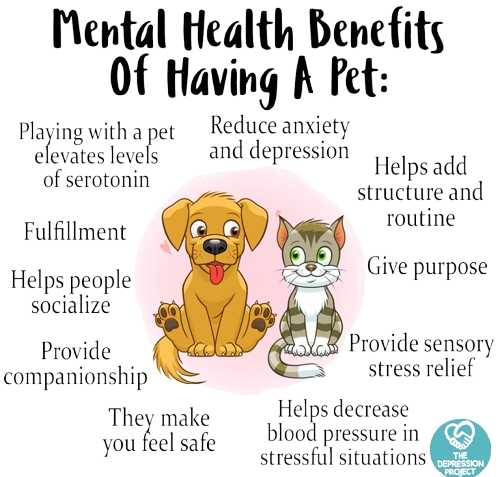 Mental Health Benefits
Of Having A Pet:
Playing with a pet
elevates levels
of serotonin
Reduce anxiety
and depression
Helps add
structure and
routine
Fulfillment
Give purpose
Helps people
socialize
Provide
companionship
Provide sensory
stress relief
They make
you feel safe
Helps decrease
blood pressure in
stressful situations
THE
DEPRESSION
PROJECT